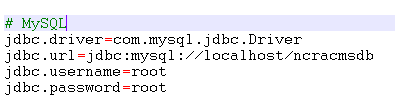 # MySQL
jdbc.driver=com.mysql.jdbc.Driver
jdbc.url=jdbc:mysql://localhost/ncracmsdb
jdbc.username=root
jdbc.password=root